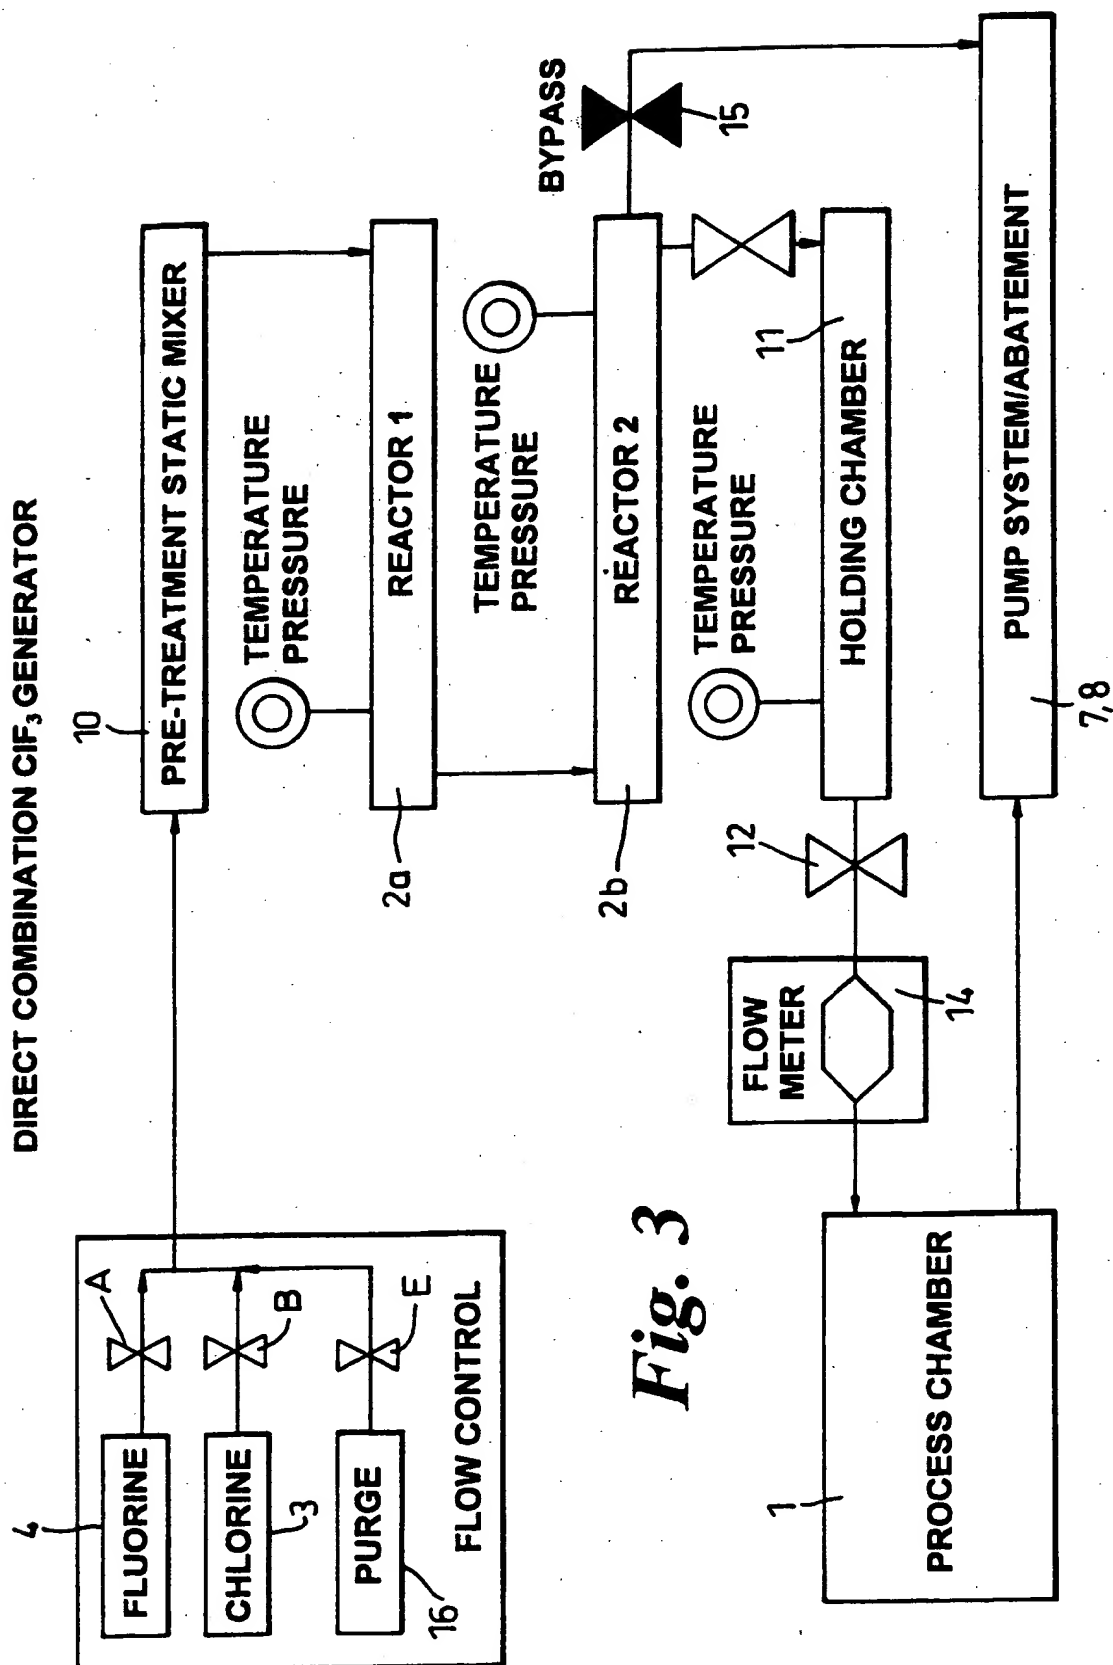 DIRECT COMBINATION ClF₃ GENERATOR
4
FLUORINE
A
CHLORINE
3
B
PURGE
16
E
FLOW CONTROL
10
PRE-TREATMENT STATIC MIXER
TEMPERATURE
PRESSURE
REACTOR 1
2a
TEMPERATURE
PRESSURE
REACTOR 2
2b
BYPASS
15
TEMPERATURE
PRESSURE
11
HOLDING CHAMBER
12
FLOW
METER
14
1
PROCESS CHAMBER
PUMP SYSTEM/ABATEMENT
7,8
Fig. 3